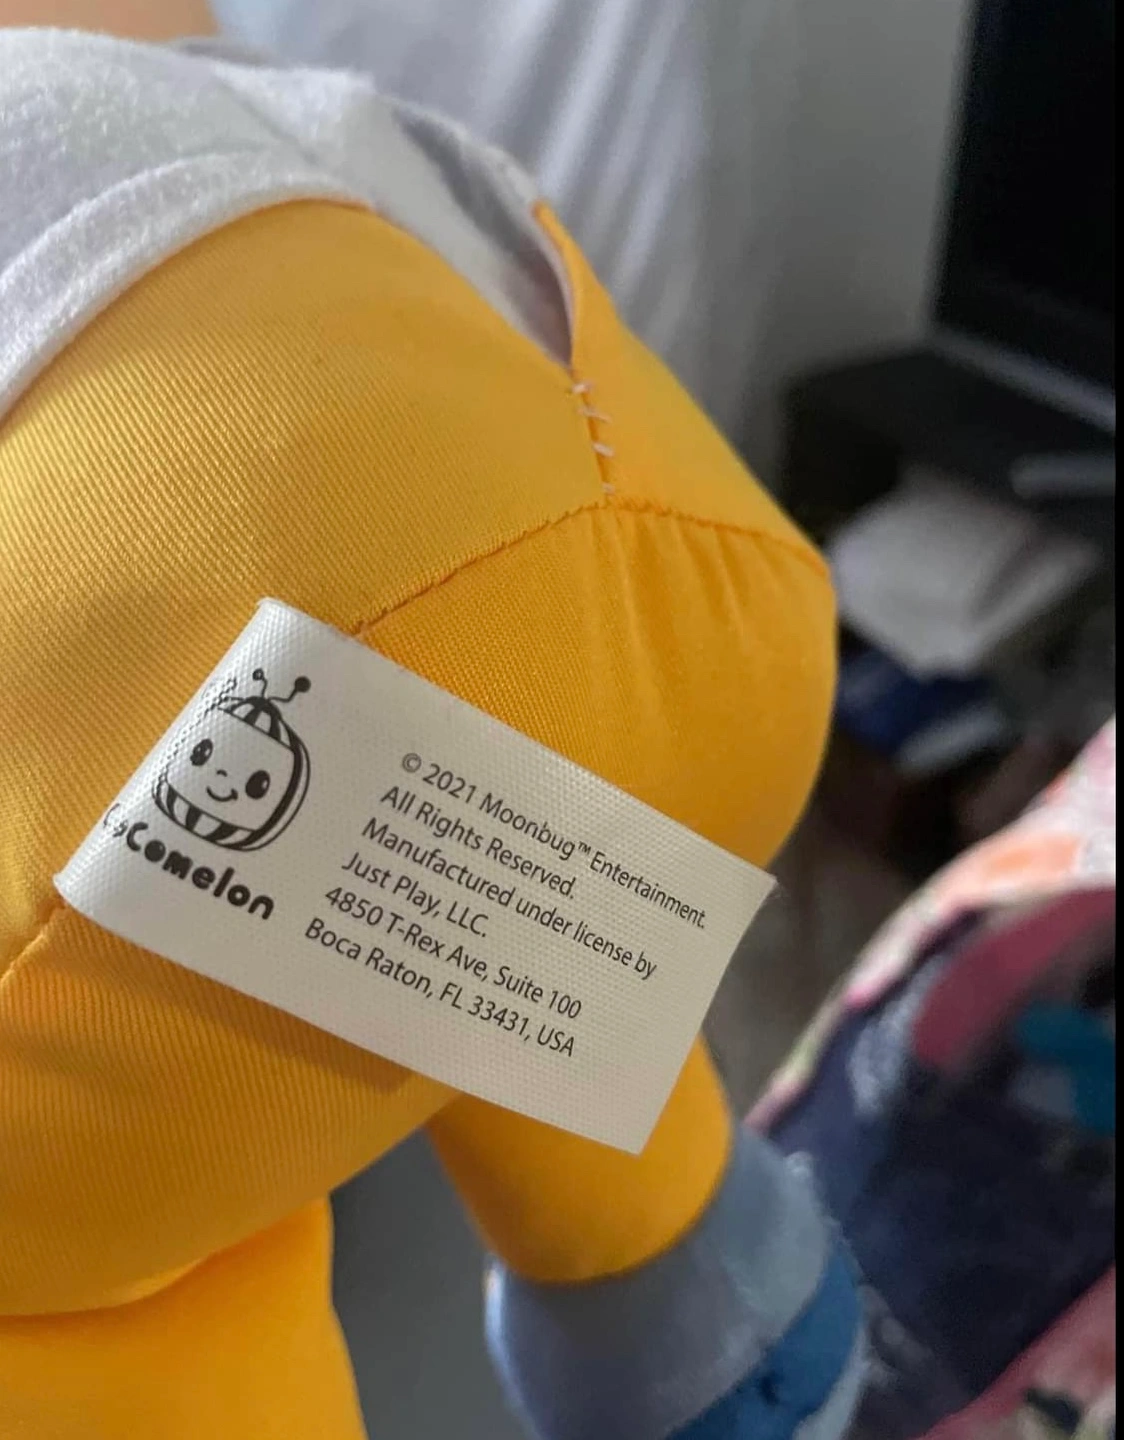 CoComelon
© 2021 Moonbug™ Entertainment.
All Rights Reserved.
Manufactured under license by
Just Play, LLC.
4850 T-Rex Ave, Suite 100
Boca Raton, FL 33431, USA